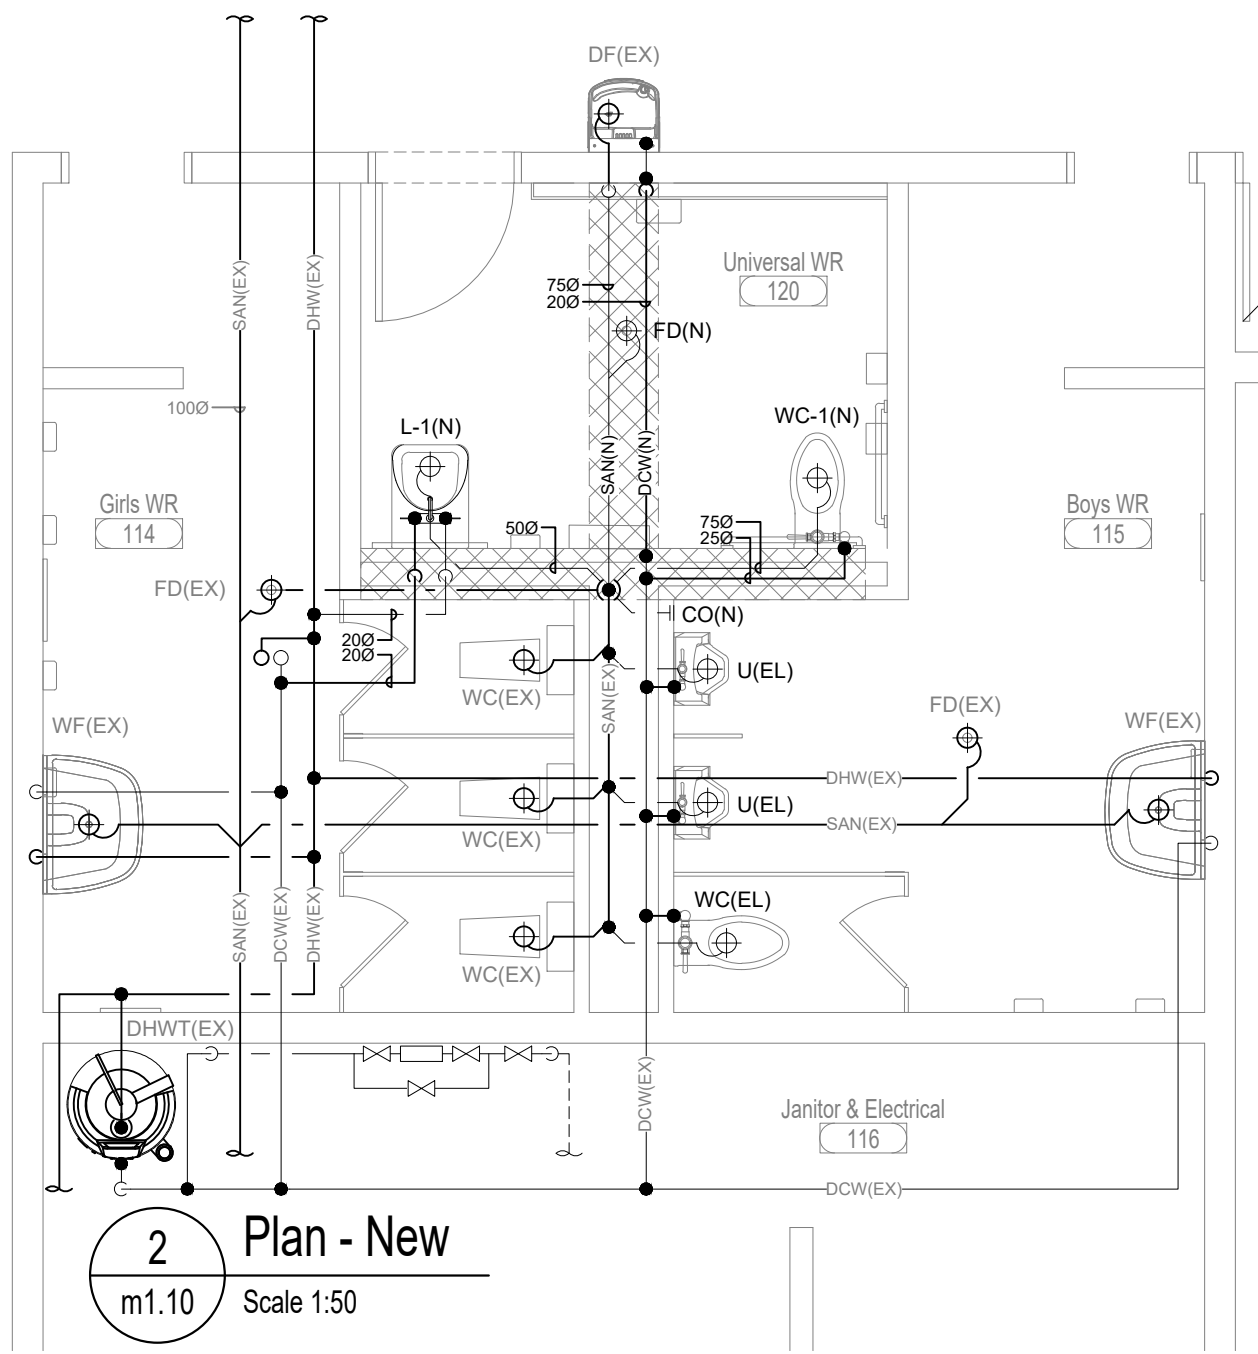 DF(EX)
SAN(EX)
DHW(EX)
Universal WR
120
75Ø
20Ø
FD(N)
100Ø
L-1(N)
WC-1(N)
SAN(N)
DCW(N)
Girls WR
114
Boys WR
115
50Ø
75Ø
25Ø
FD(EX)
CO(N)
20Ø
20Ø
WC(EX)
SAN(EX)
U(EL)
FD(EX)
WF(EX)
WF(EX)
DHW(EX)
WC(EX)
U(EL)
SAN(EX)
WC(EL)
SAN(EX)
DCW(EX)
DHW(EX)
WC(EX)
DHWT(EX)
DCW(EX)
Janitor & Electrical
116
DCW(EX)
2
Plan - New
m1.10
Scale 1:50